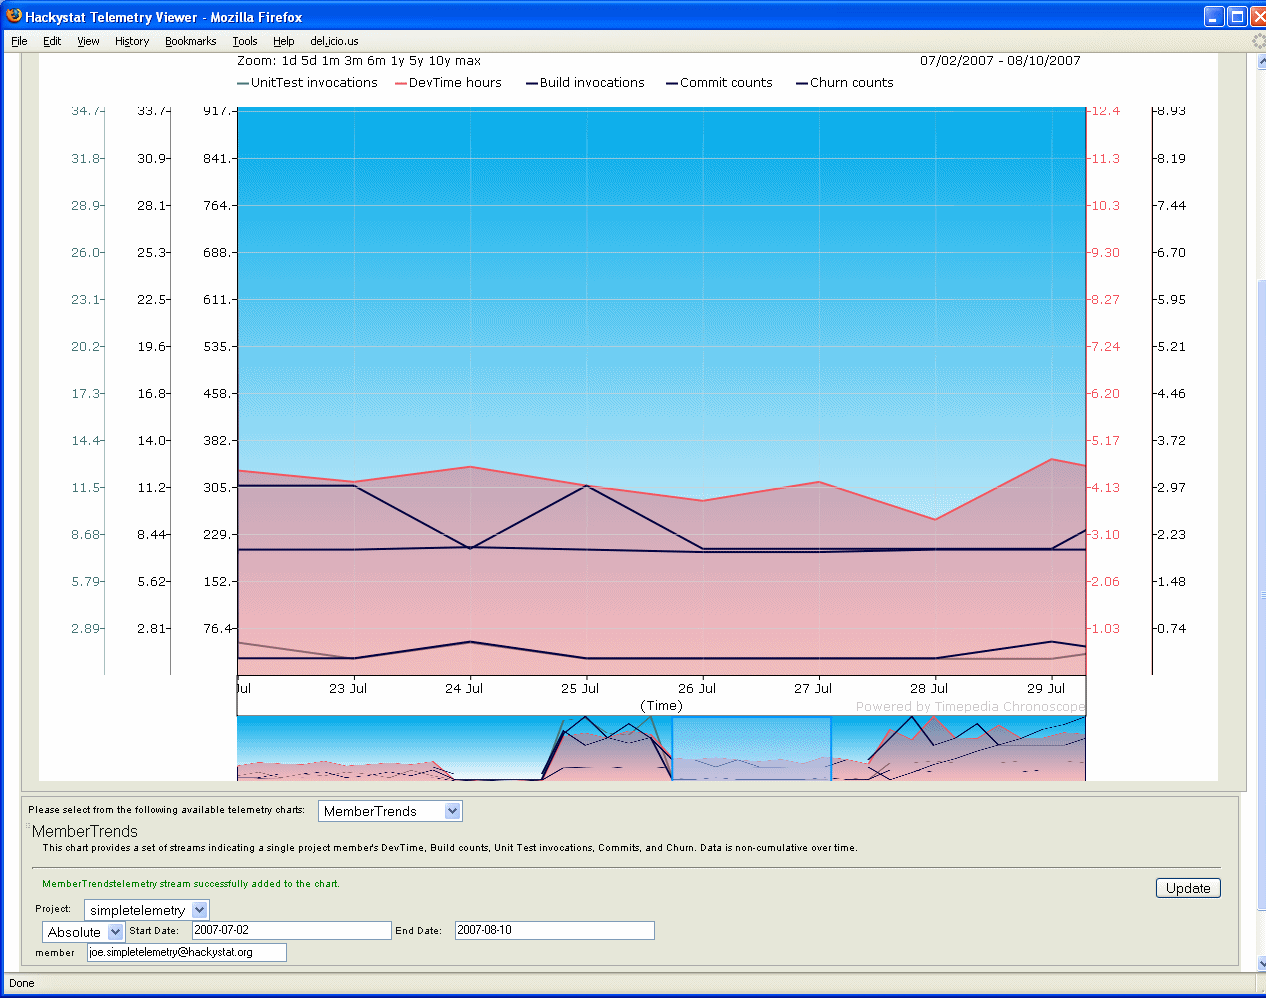 Hackystat Telemetry Viewer - Mozilla Firefox
File Edit View History Bookmarks Tools Help del.icio.us
Zoom: 1d 5d 1m 3m 6m 1y 5y 10y max 07/02/2007 - 08/10/2007
UnitTest invocations DevTime hours Build invocations Commit counts Churn counts
34.7 33.7 917. 12.4 8.93
31.8 30.9 841. 11.3 8.19
28.9 28.1 764. 10.3 7.44
26.0 25.3 688. 9.30 6.70
23.1 22.5 611. 8.27 5.95
20.2 19.6 535. 7.24 5.21
17.3 16.8 458. 6.20 4.46
14.4 14.0 382. 5.17 3.72
11.5 11.2 305. 4.13 2.97
8.68 8.44 229. 3.10 2.23
5.79 5.62 152. 2.06 1.48
2.89 2.81 76.4 1.03 0.74
Jul 23 Jul 24 Jul 25 Jul 26 Jul 27 Jul 28 Jul 29 Jul
(Time)
Powered by Timepedia Chronoscope
Please select from the following available telemetry charts: MemberTrends
MemberTrends
This chart provides a set of streams indicating a single project member's DevTime, Build counts, Unit Test invocations, Commits, and Churn. Data is non-cumulative over time.
MemberTrendstelemetry stream successfully added to the chart.
Update
Project: simpletelemetry
Absolute Start Date: 2007-07-02 End Date: 2007-08-10
member joe.simpletelemetry@hackystat.org
Done